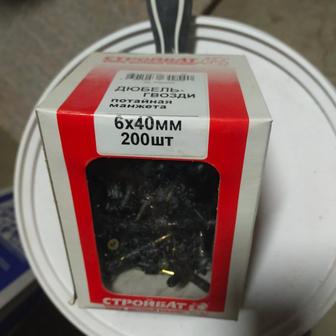 СТРОЙБАТ
ДЮБЕЛЬ-
ГВОЗДИ
потайная
манжета
6х40мм
200шт
СТРОЙБАТ